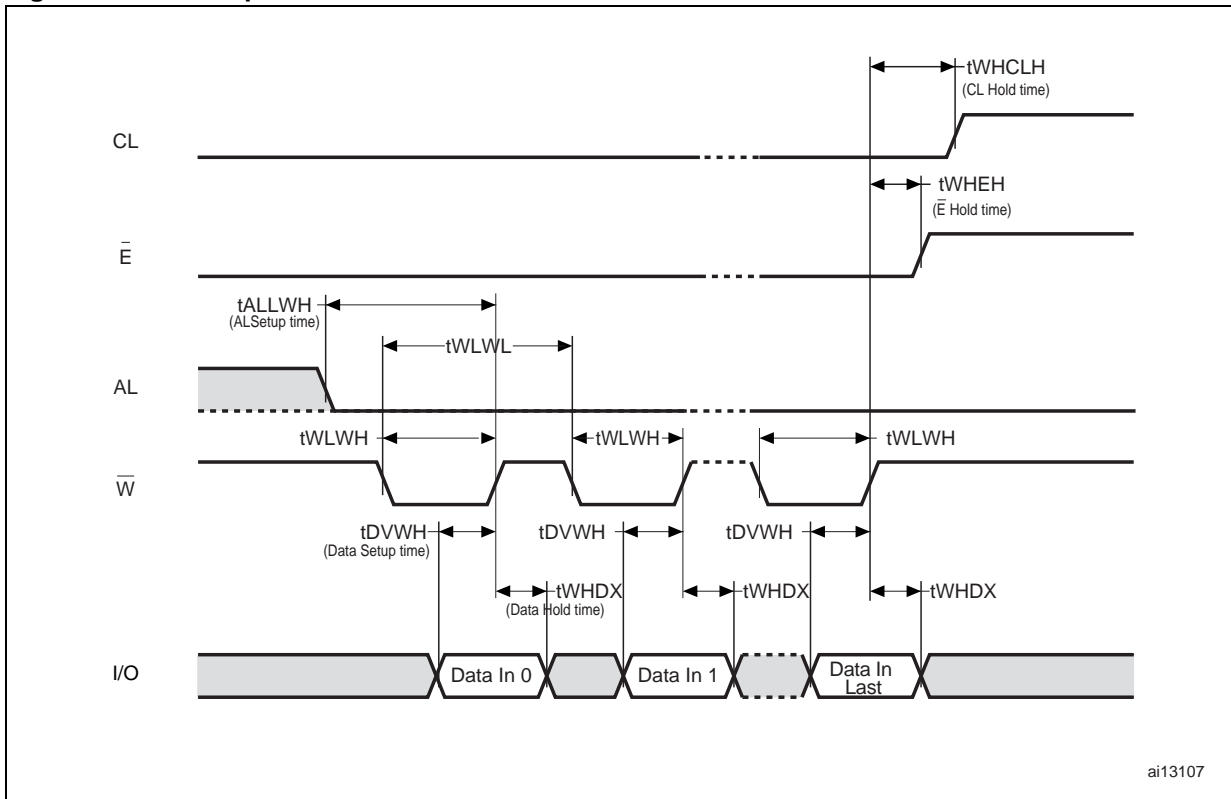 tWHCLH
(CL Hold time)
CL
tWHEH
(E̅ Hold time)
E̅
tALLWH
(ALSetup time)
tWLWL
AL
tWLWH
tWLWH
tWLWH
W̅
tDVWH
(Data Setup time)
tDVWH
tDVWH
tWHDX
(Data Hold time)
tWHDX
tWHDX
I/O
Data In 0
Data In 1
Data In
Last
ai13107